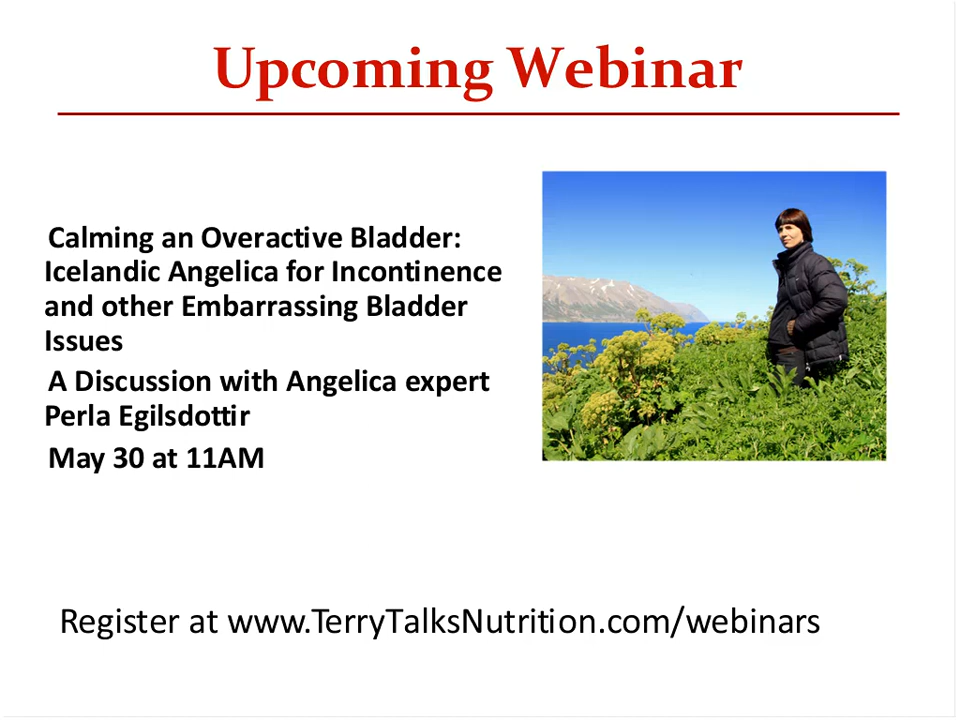 Upcoming Webinar
Calming an Overactive Bladder:
Icelandic Angelica for Incontinence
and other Embarrassing Bladder
Issues
A Discussion with Angelica expert
Perla Egilsdottir
May 30 at 11AM
Register at www.TerryTalksNutrition.com/webinars